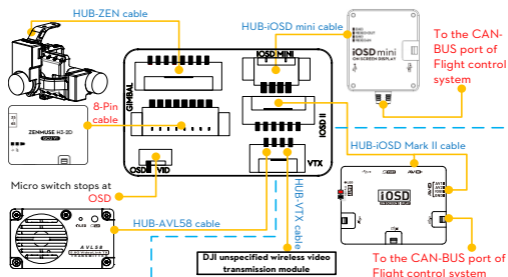 HUB-ZEN cable
HUB-iOSD mini cable
To the CAN-
BUS port of
Flight control
system
iOSD mini
ON SCREEN DISPLAY
IOSD MINI
GIMBAL
8-Pin
cable
ZENMUSE H3-2D
IOSD II
HUB-iOSD Mark II cable
OSD
VID
VTX
Micro switch stops at
OSD
HUB-AVL58 cable
HUB-VTX cable
iOSD
AVL58
DJI unspecified wireless video
transmission module
To the CAN-BUS port of
Flight control system